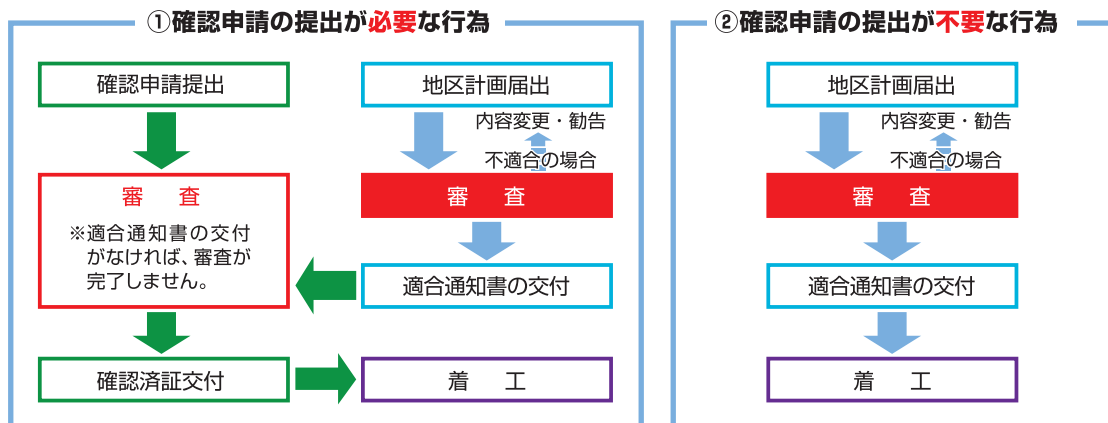 ①確認申請の提出が必要な行為
確認申請提出
審　査
※適合通知書の交付
がなければ、審査が
完了しません。
確認済証交付
地区計画届出
内容変更・勧告
不適合の場合
審　査
適合通知書の交付
着　工
②確認申請の提出が不要な行為
地区計画届出
内容変更・勧告
不適合の場合
審　査
適合通知書の交付
着　工